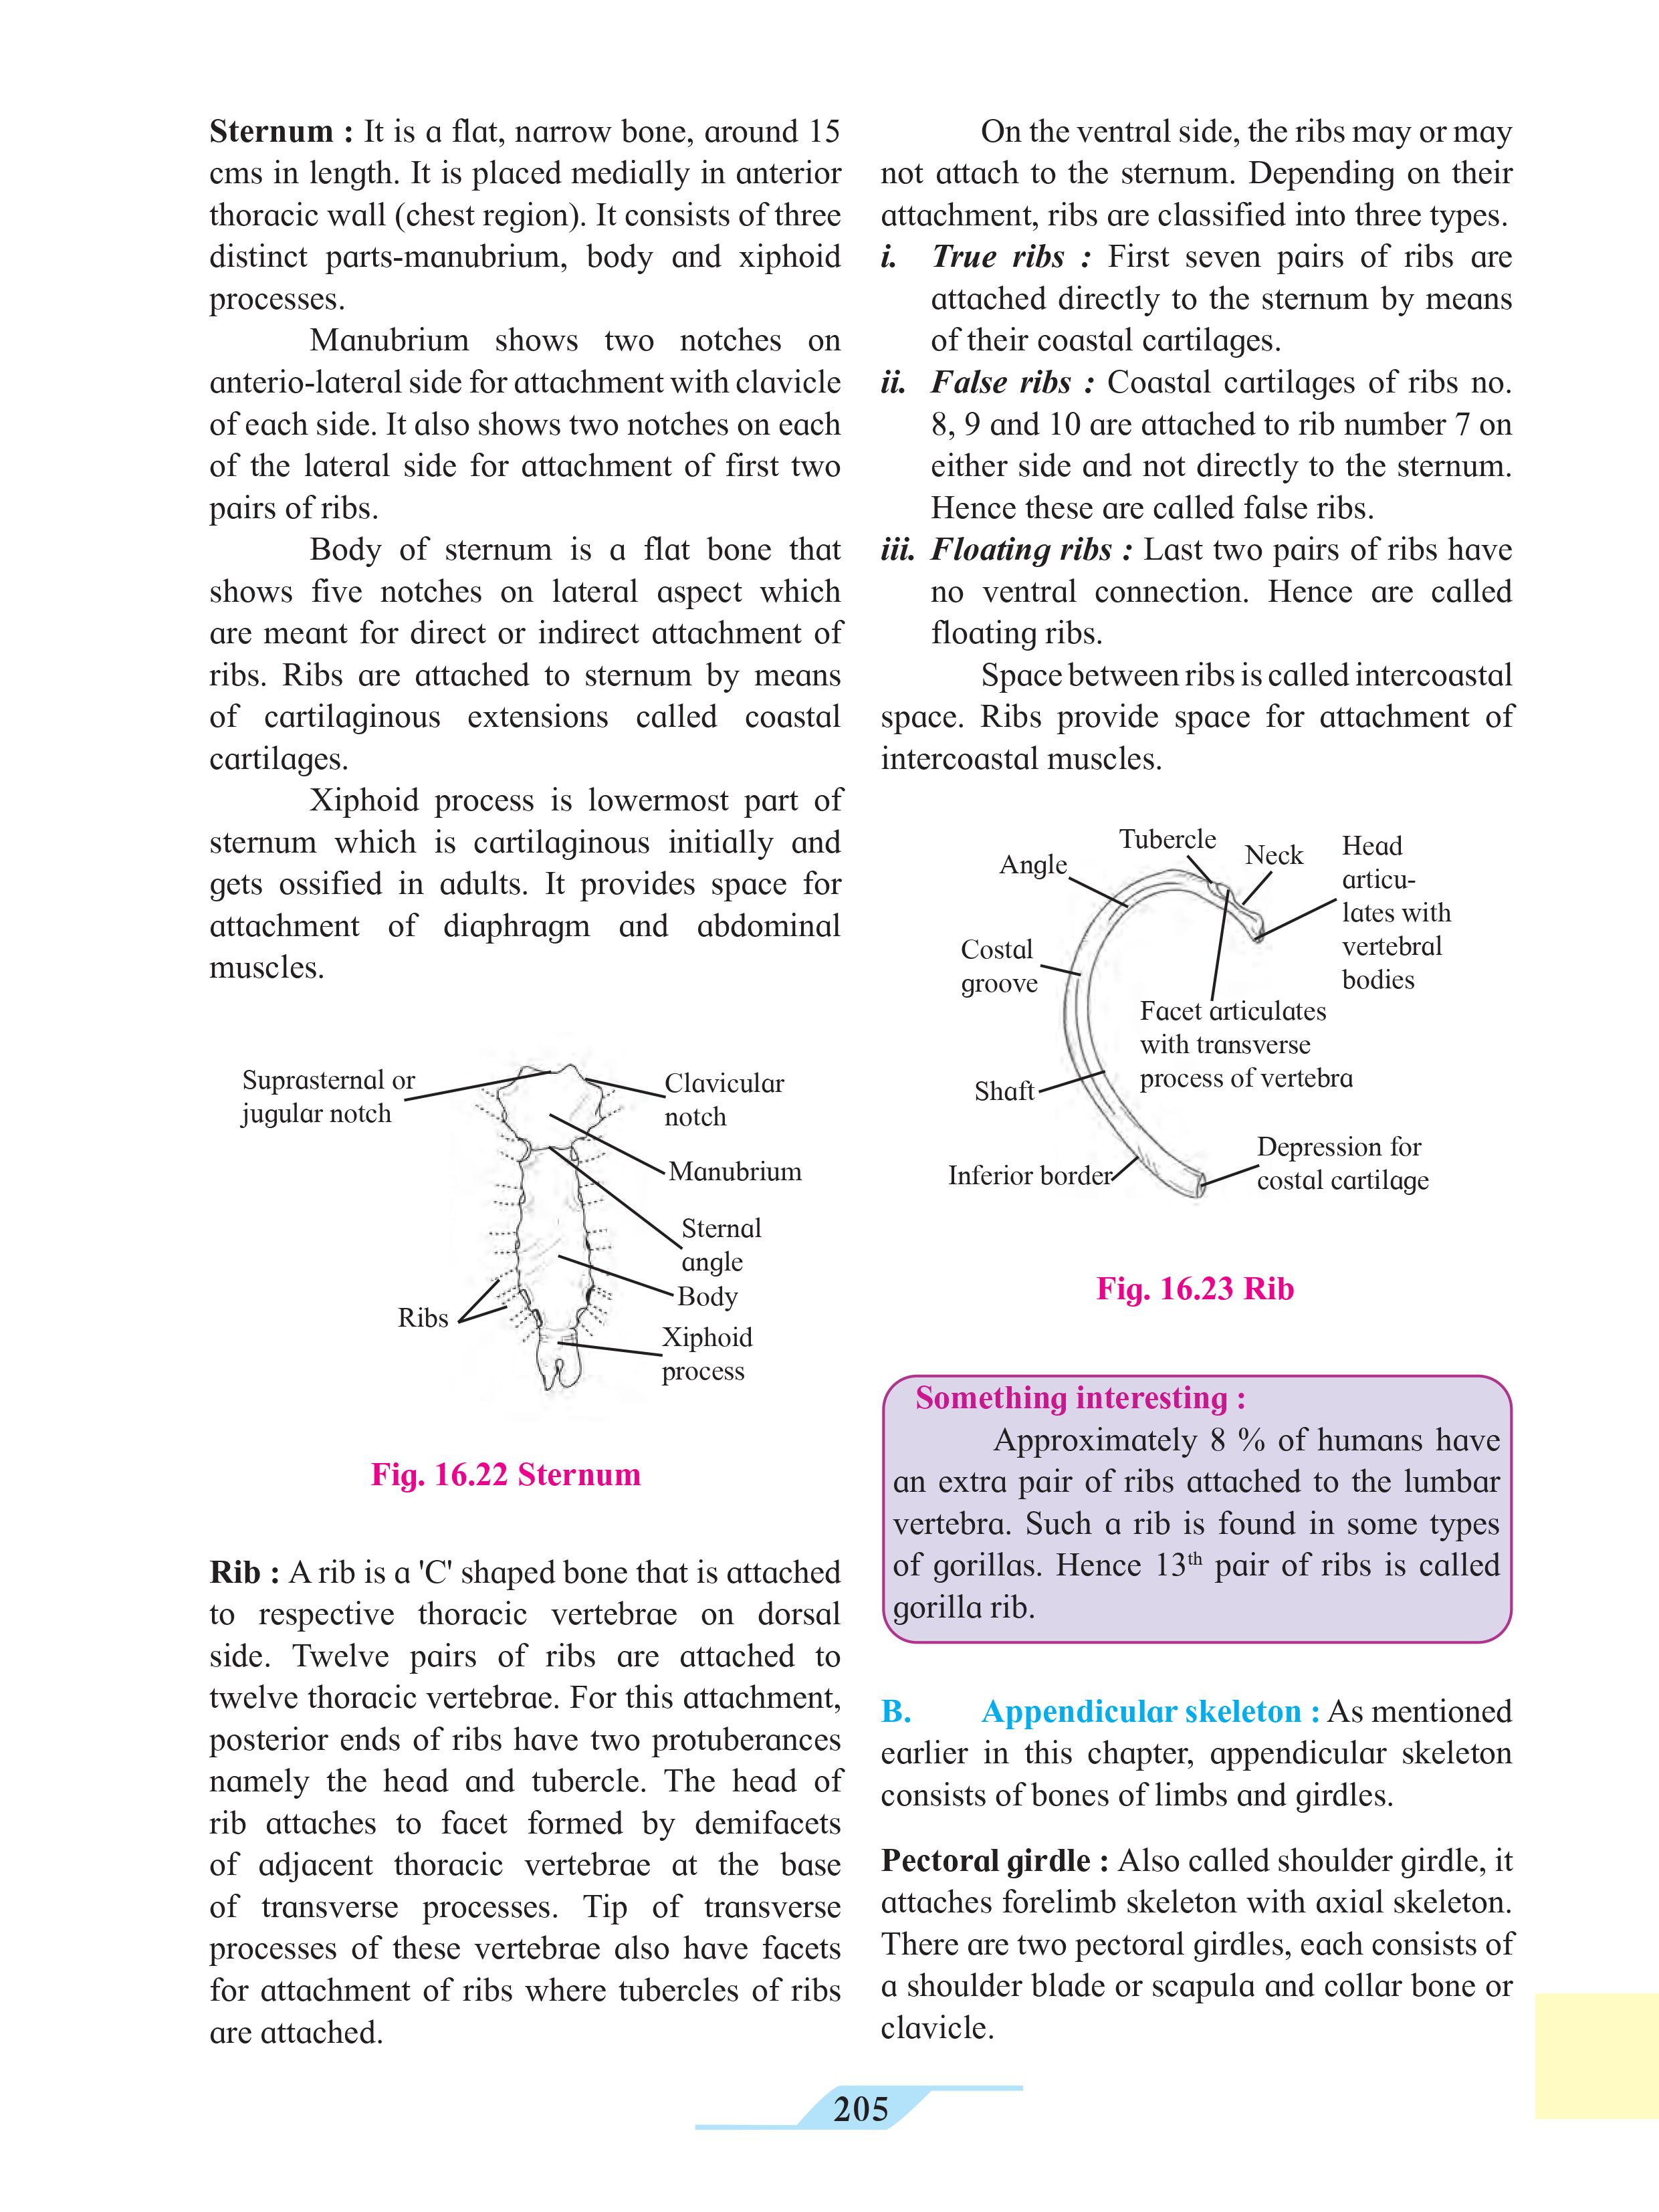 Sternum : It is a flat, narrow bone, around 15
cms in length. It is placed medially in anterior
thoracic wall (chest region). It consists of three
distinct parts-manubrium, body and xiphoid
processes.
Manubrium shows two notches on
anterio-lateral side for attachment with clavicle
of each side. It also shows two notches on each
of the lateral side for attachment of first two
pairs of ribs.
Body of sternum is a flat bone that
shows five notches on lateral aspect which
are meant for direct or indirect attachment of
ribs. Ribs are attached to sternum by means
of cartilaginous extensions called coastal
cartilages.
Xiphoid process is lowermost part of
sternum which is cartilaginous initially and
gets ossified in adults. It provides space for
attachment of diaphragm and abdominal
muscles.
Suprasternal or
jugular notch
Clavicular
notch
Manubrium
Sternal
angle
Body
Ribs
Xiphoid
process
Fig. 16.22 Sternum
Rib : A rib is a 'C' shaped bone that is attached
to respective thoracic vertebrae on dorsal
side. Twelve pairs of ribs are attached to
twelve thoracic vertebrae. For this attachment,
posterior ends of ribs have two protuberances
namely the head and tubercle. The head of
rib attaches to facet formed by demifacets
of adjacent thoracic vertebrae at the base
of transverse processes. Tip of transverse
processes of these vertebrae also have facets
for attachment of ribs where tubercles of ribs
are attached.
On the ventral side, the ribs may or may
not attach to the sternum. Depending on their
attachment, ribs are classified into three types.
i. True ribs : First seven pairs of ribs are
attached directly to the sternum by means
of their coastal cartilages.
ii. False ribs : Coastal cartilages of ribs no.
8, 9 and 10 are attached to rib number 7 on
either side and not directly to the sternum.
Hence these are called false ribs.
iii. Floating ribs : Last two pairs of ribs have
no ventral connection. Hence are called
floating ribs.
Space between ribs is called intercoastal
space. Ribs provide space for attachment of
intercoastal muscles.
Tubercle
Neck
Head
articu-
lates with
vertebral
bodies
Angle
Costal
groove
Facet articulates
with transverse
process of vertebra
Shaft
Inferior border
Depression for
costal cartilage
Fig. 16.23 Rib
Something interesting :
Approximately 8 % of humans have
an extra pair of ribs attached to the lumbar
vertebra. Such a rib is found in some types
of gorillas. Hence 13th pair of ribs is called
gorilla rib.
B. Appendicular skeleton : As mentioned
earlier in this chapter, appendicular skeleton
consists of bones of limbs and girdles.
Pectoral girdle : Also called shoulder girdle, it
attaches forelimb skeleton with axial skeleton.
There are two pectoral girdles, each consists of
a shoulder blade or scapula and collar bone or
clavicle.
205